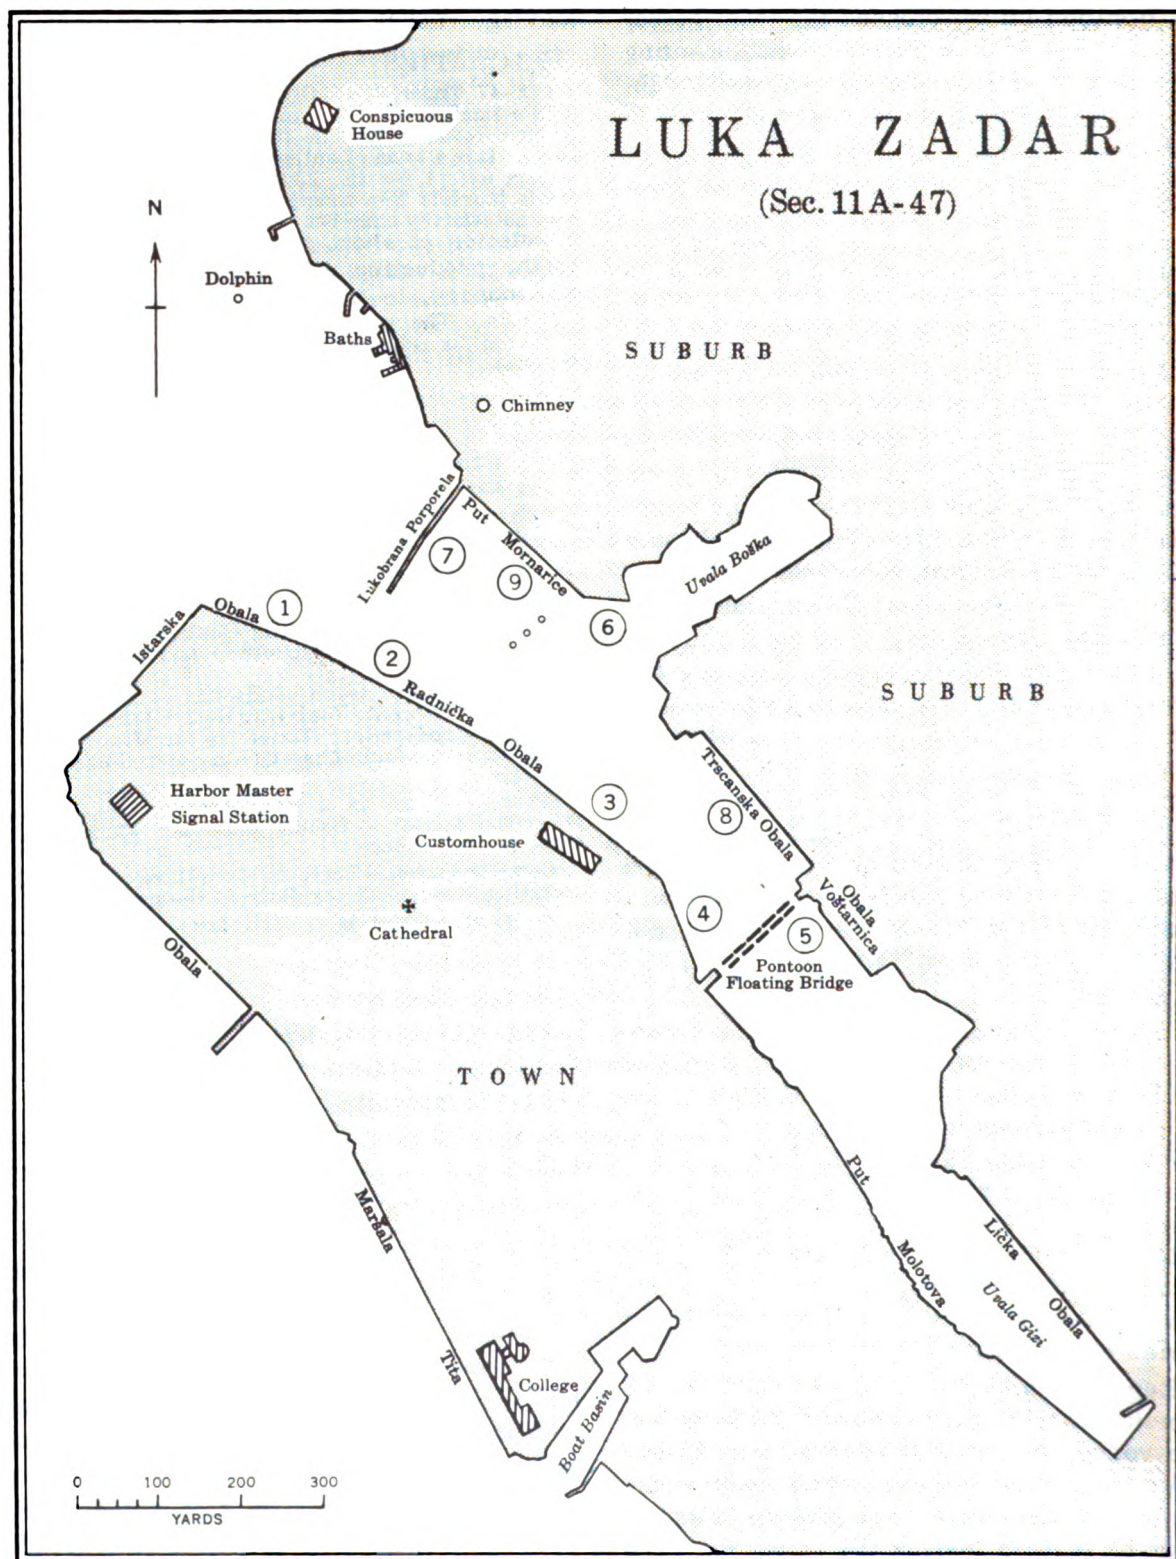 LUKA ZADAR
(Sec. 11A-47)
Conspicuous
House
N
Dolphin
Baths
SUBURB
Chimney
Lukobrana Porporela
Put Mornarice
Uvala Boška
7
9
6
1
2
Istarska
Obala
Radnička
Obala
SUBURB
Harbor Master
Signal Station
3
Customhouse
8
Trscanska Obala
Obala
Voštarnica
Cathedral
4
5
Pontoon
Floating Bridge
Obala
TOWN
Maršala
Tita
Put
Molotova
Lička
Obala
Uvala Gizi
College
Boat Basin
0 100 200 300
YARDS